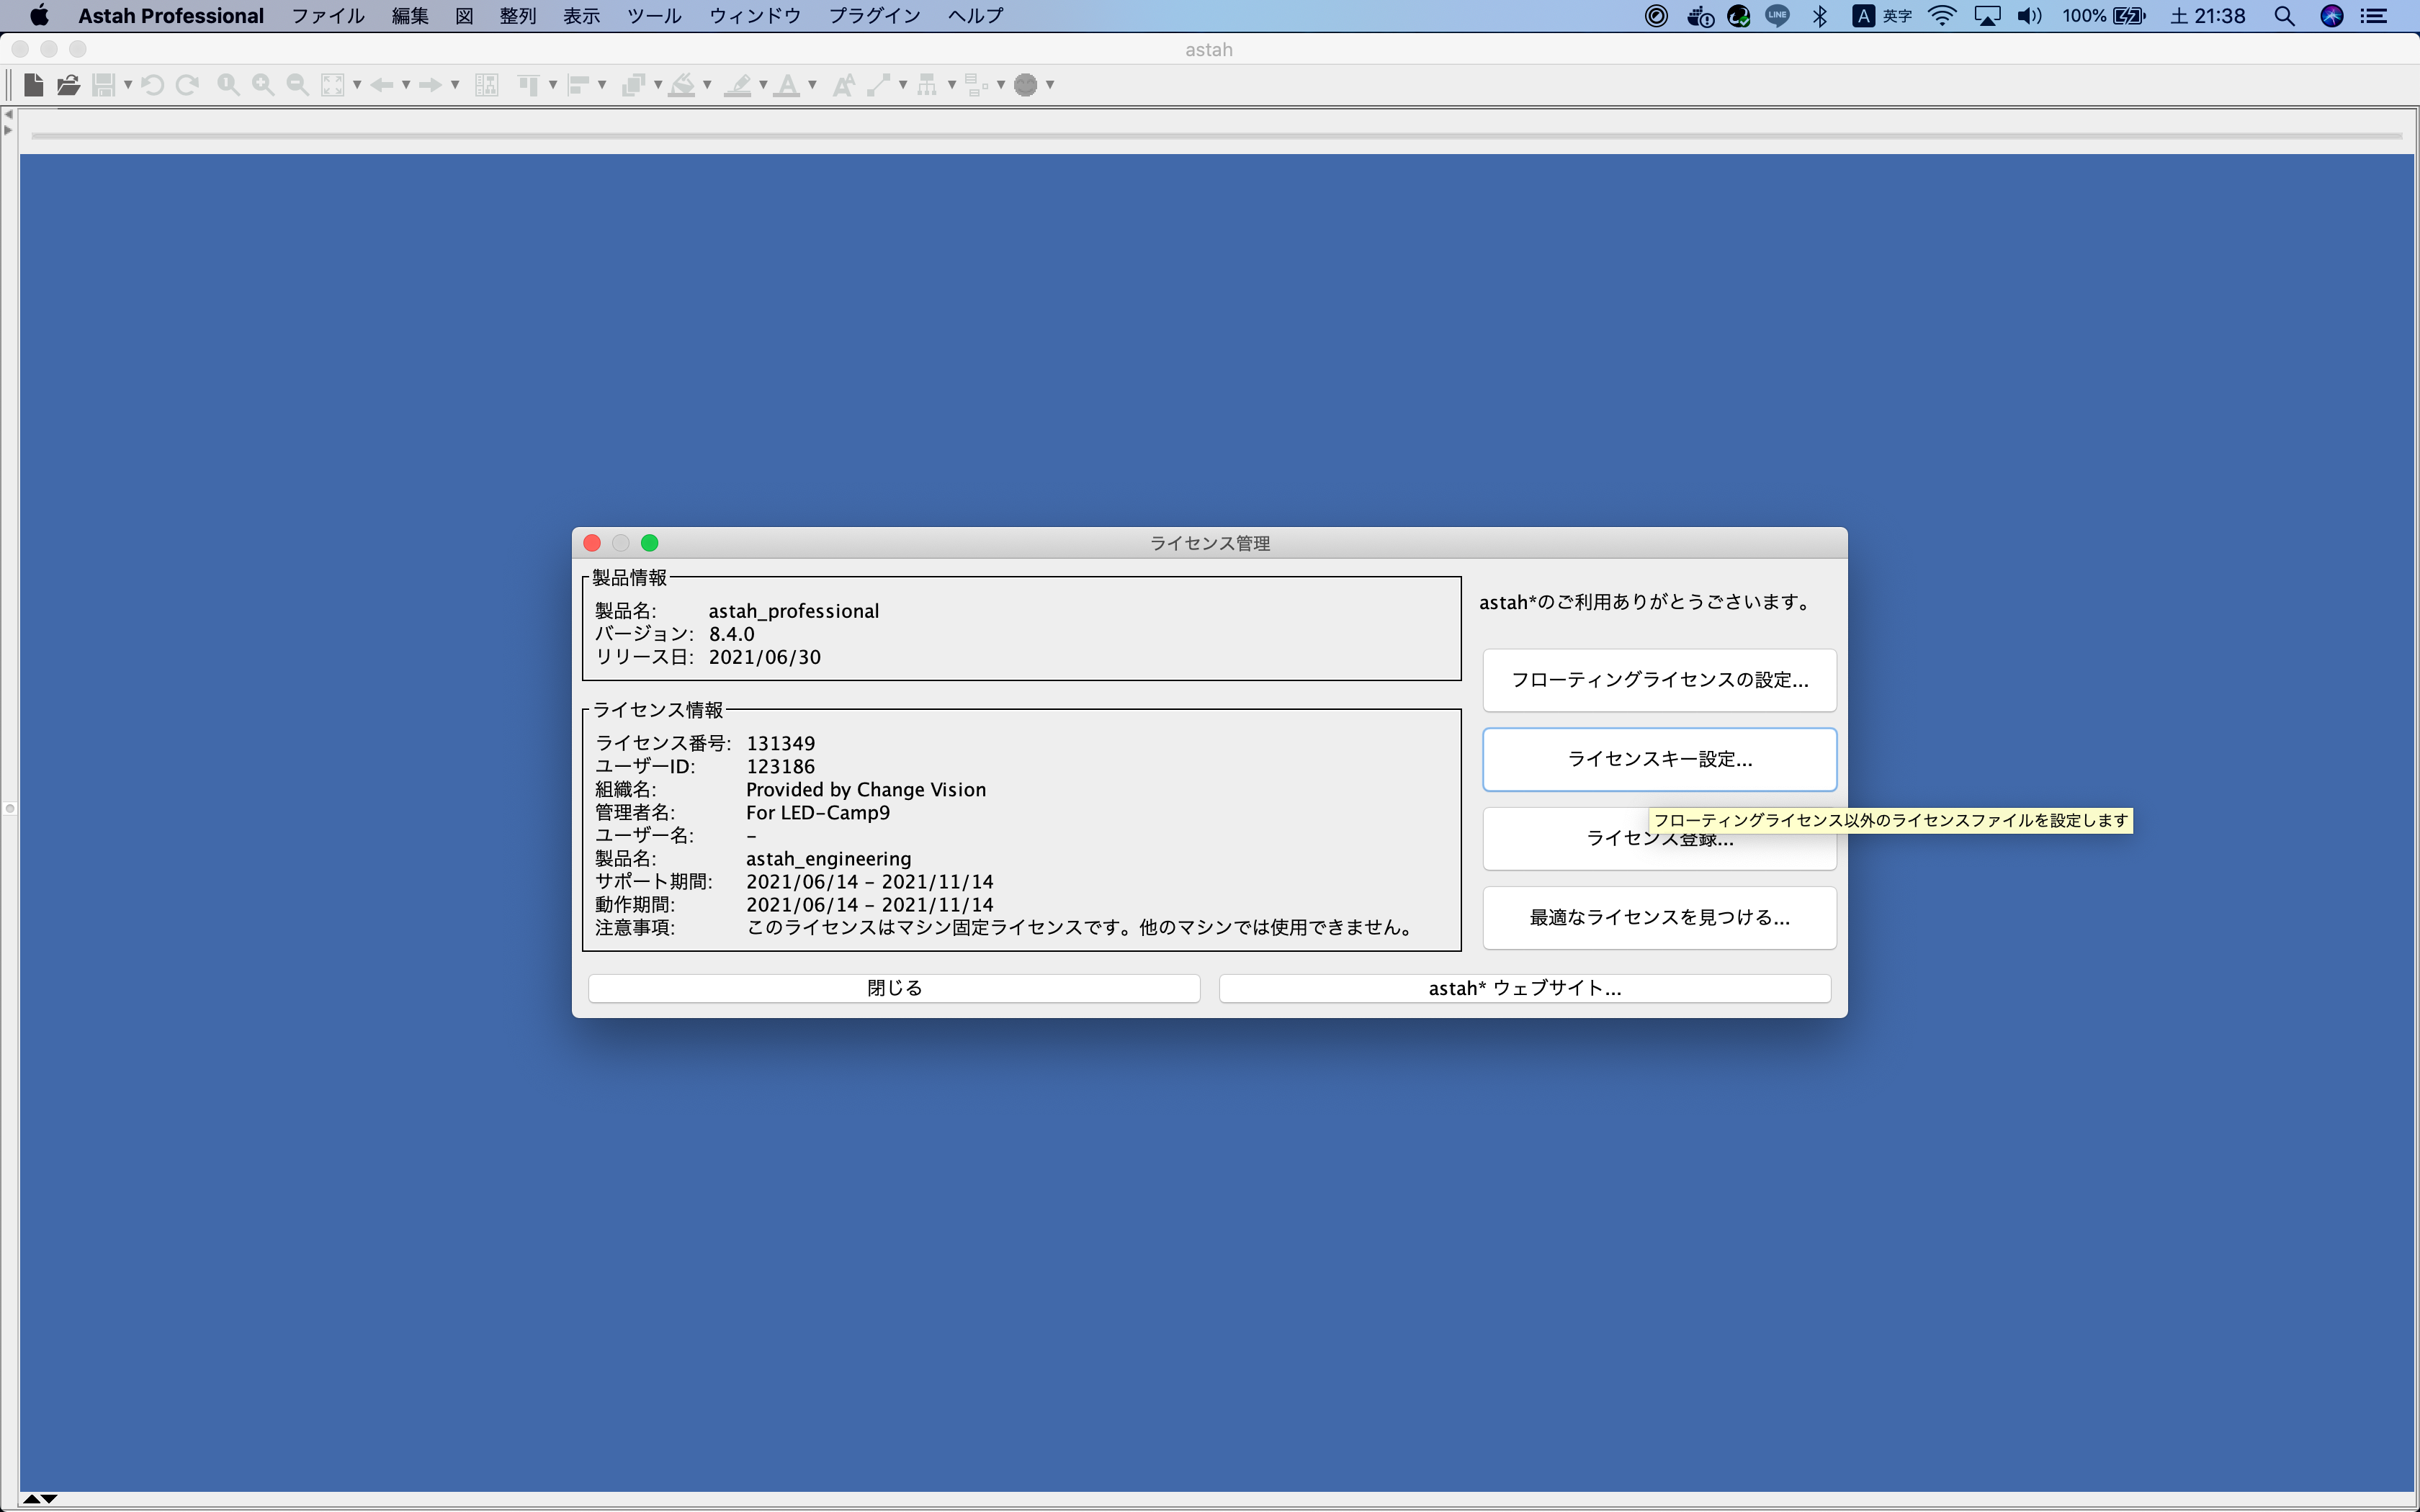 Astah Professional ファイル 編集 図 整列 表示 ツール ウィンドウ プラグイン ヘルプ LINE A 英字 100% 土 21:38
astah
ライセンス管理
製品情報
製品名: astah_professional
バージョン: 8.4.0
リリース日: 2021/06/30
astah*のご利用ありがとうございます。
フローティングライセンスの設定...
ライセンス情報
ライセンス番号: 131349
ユーザーID: 123186
組織名: Provided by Change Vision
管理者名: For LED-Camp9
ユーザー名: -
製品名: astah_engineering
サポート期間: 2021/06/14 - 2021/11/14
動作期間: 2021/06/14 - 2021/11/14
注意事項: このライセンスはマシン固定ライセンスです。他のマシンでは使用できません。
ライセンスキー設定...
フローティングライセンス以外のライセンスファイルを設定します
ライセンス登録...
最適なライセンスを見つける...
閉じる
astah* ウェブサイト...